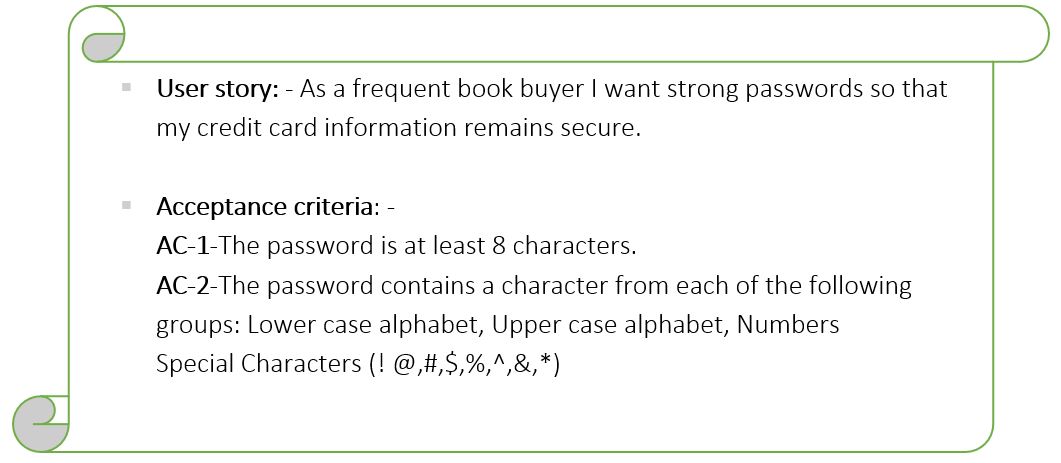 ▪ User story: - As a frequent book buyer I want strong passwords so that
my credit card information remains secure.
▪ Acceptance criteria: -
AC-1-The password is at least 8 characters.
AC-2-The password contains a character from each of the following
groups: Lower case alphabet, Upper case alphabet, Numbers
Special Characters (! @,#,$,%,^,&,*)